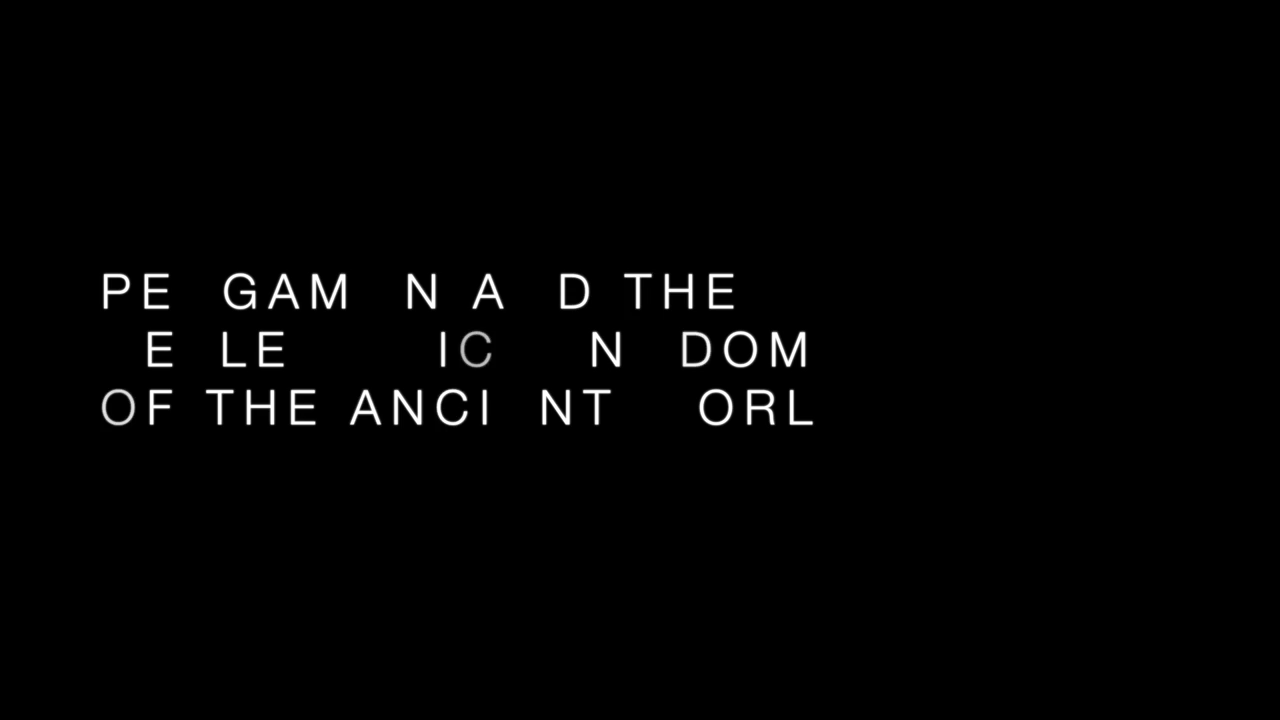 PE GAM N A D THE
E LE IC N DOM
OF THE ANCI NT ORL